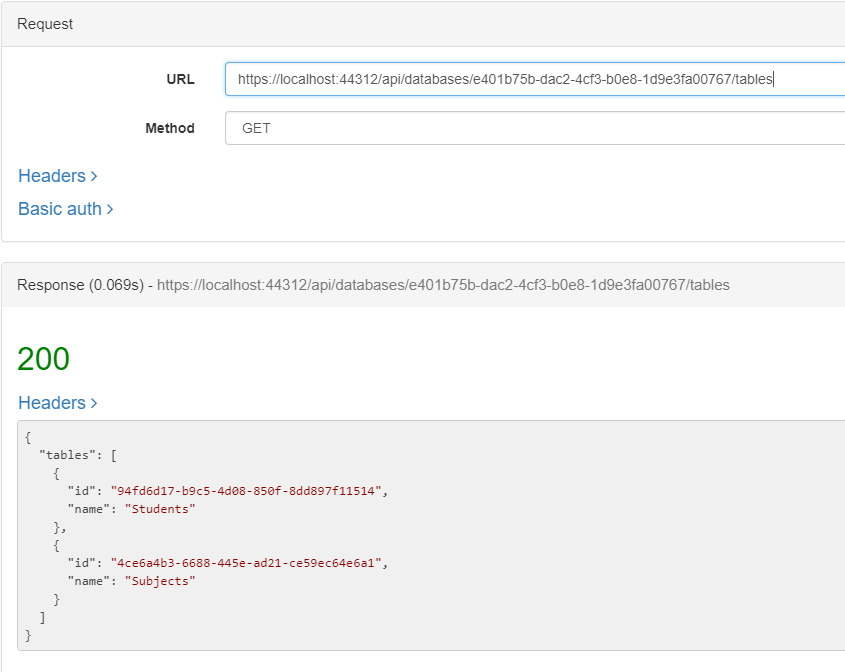 Request
URL https://localhost:44312/api/databases/e401b75b-dac2-4cf3-b0e8-1d9e3fa00767/tables
Method GET
Headers >
Basic auth >
Response (0.069s) - https://localhost:44312/api/databases/e401b75b-dac2-4cf3-b0e8-1d9e3fa00767/tables
200
Headers >
{
  "tables": [
    {
      "id": "94fd6d17-b9c5-4d08-850f-8dd897f11514",
      "name": "Students"
    },
    {
      "id": "4ce6a4b3-6688-445e-ad21-ce59ec64e6a1",
      "name": "Subjects"
    }
  ]
}